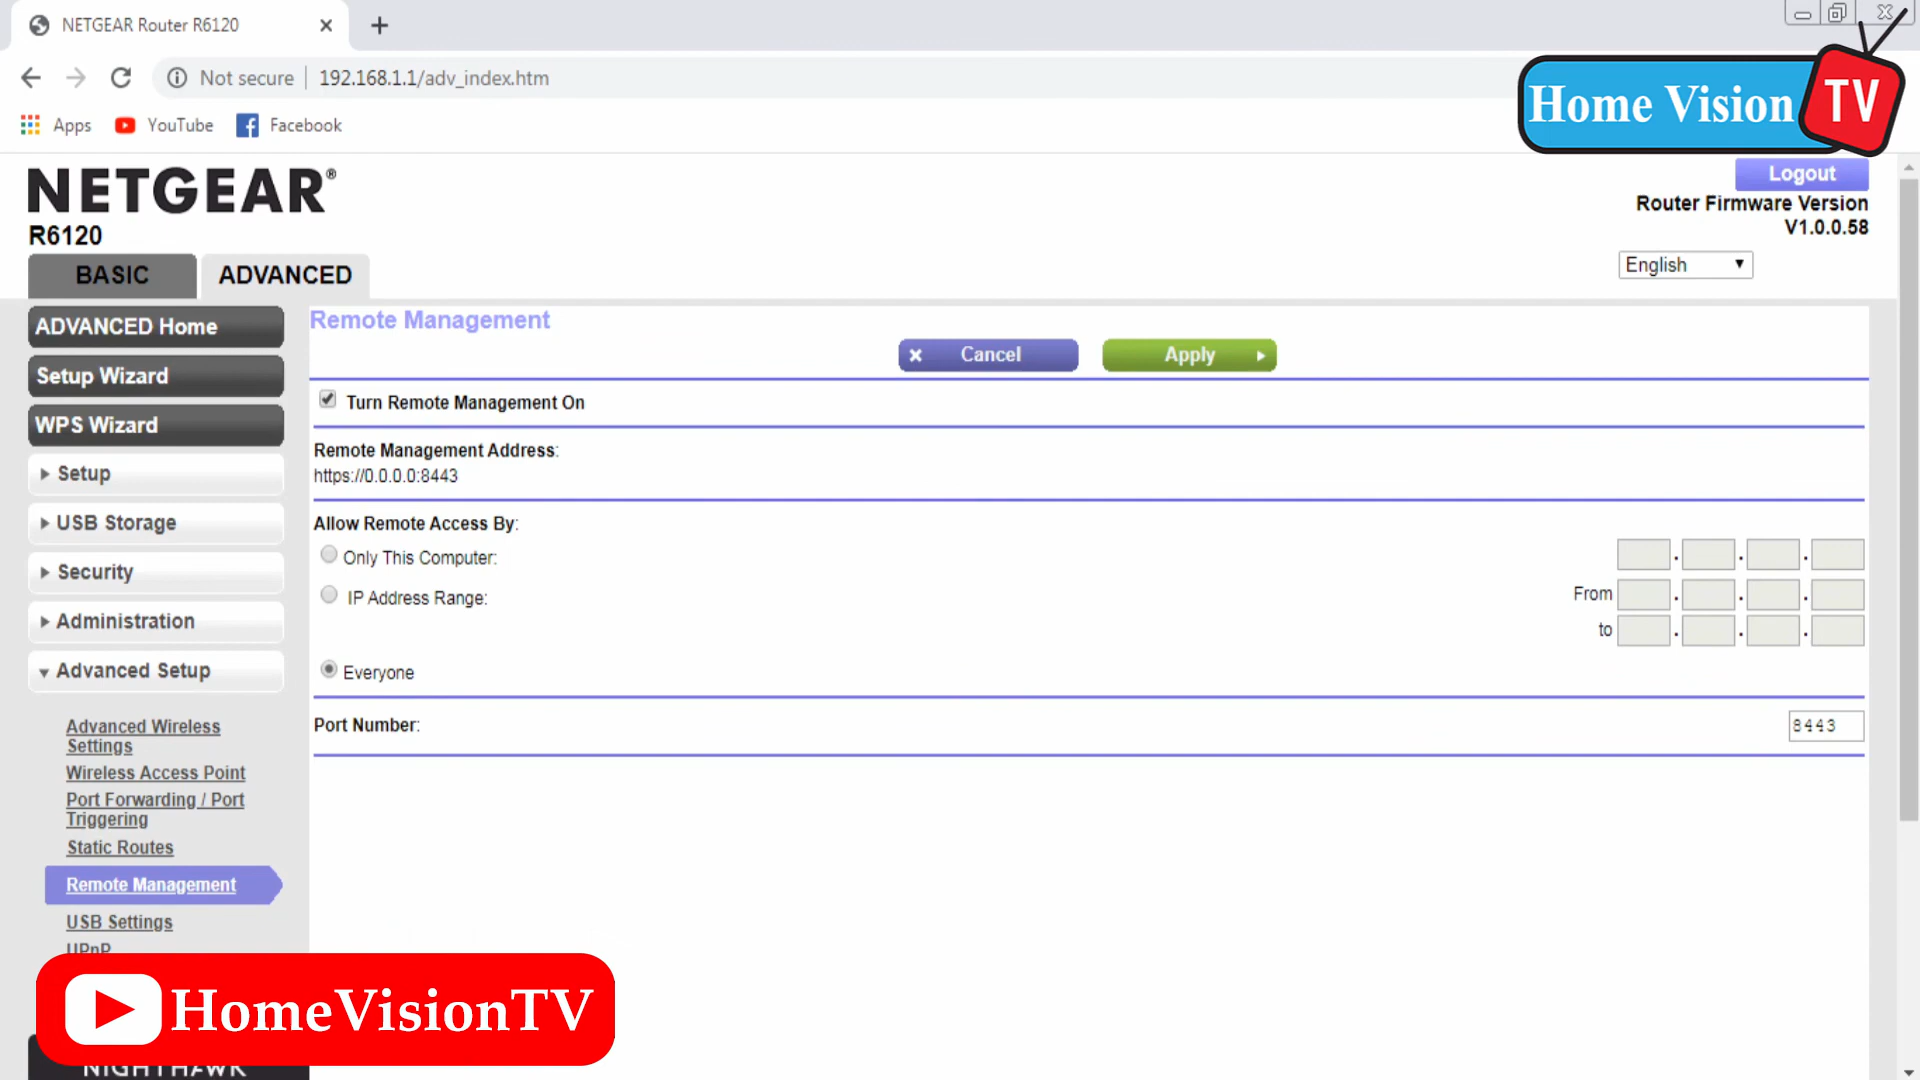 NETGEAR Router R6120
Not secure
192.168.1.1/adv_index.htm
Apps
YouTube
Facebook
Home Vision TV
NETGEAR®
R6120
Logout
Router Firmware Version
V1.0.0.58
BASIC
ADVANCED
English
ADVANCED Home
Setup Wizard
WPS Wizard
Setup
USB Storage
Security
Administration
Advanced Setup
Advanced Wireless
Settings
Wireless Access Point
Port Forwarding / Port
Triggering
Static Routes
Remote Management
USB Settings
UPnP
Remote Management
Cancel
Apply
Turn Remote Management On
Remote Management Address:
https://0.0.0.0:8443
Allow Remote Access By:
Only This Computer:
IP Address Range:
From
to
Everyone
Port Number:
8443
HomeVisionTV
NIGHTHAWK